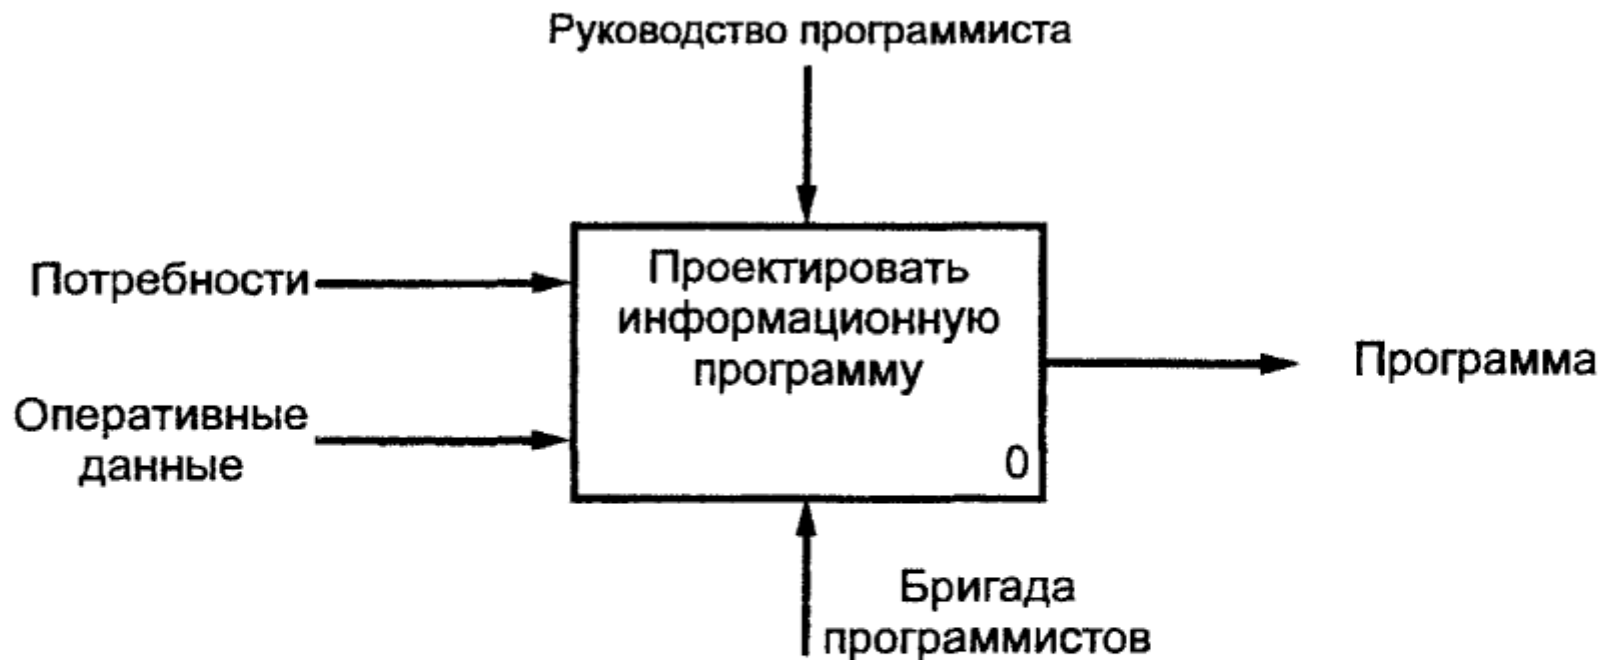 Руководство программиста
Потребности
Проектировать
информационную
программу
Программа
Оперативные
данные
0
Бригада
программистов